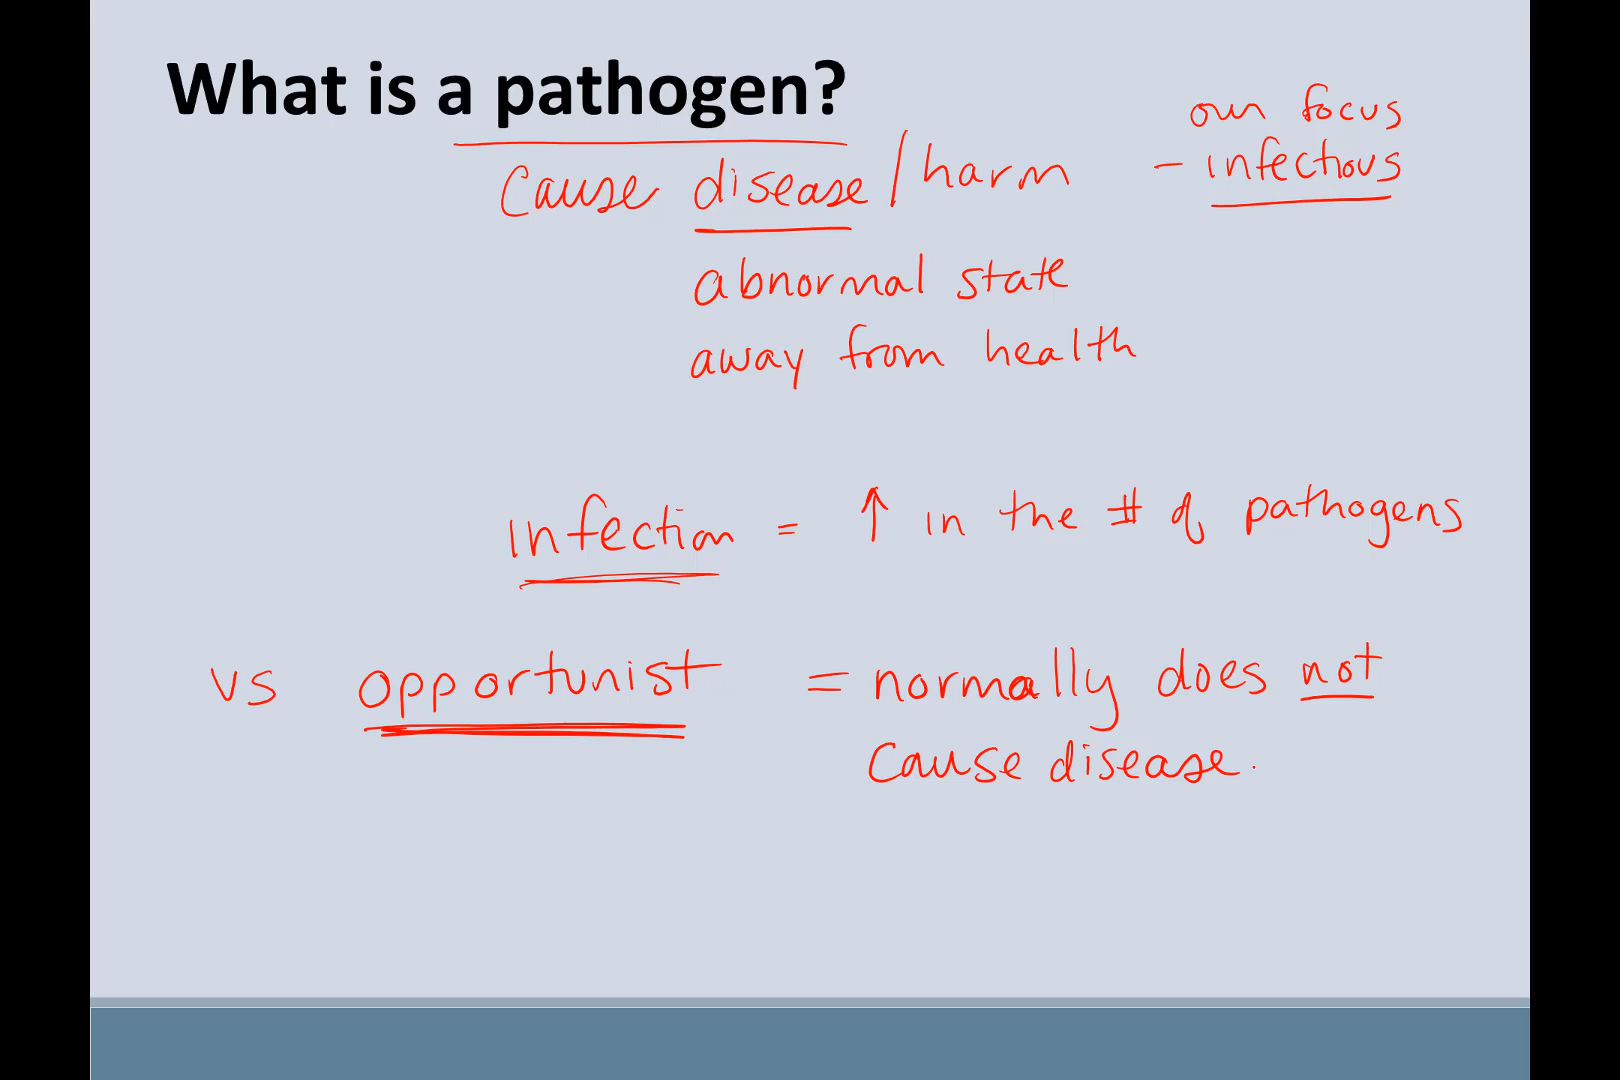 What is a pathogen?
our focus
cause disease / harm - infectious
abnormal state
away from health
infection = ↑ in the # of pathogens
vs opportunist = normally does not
cause disease.